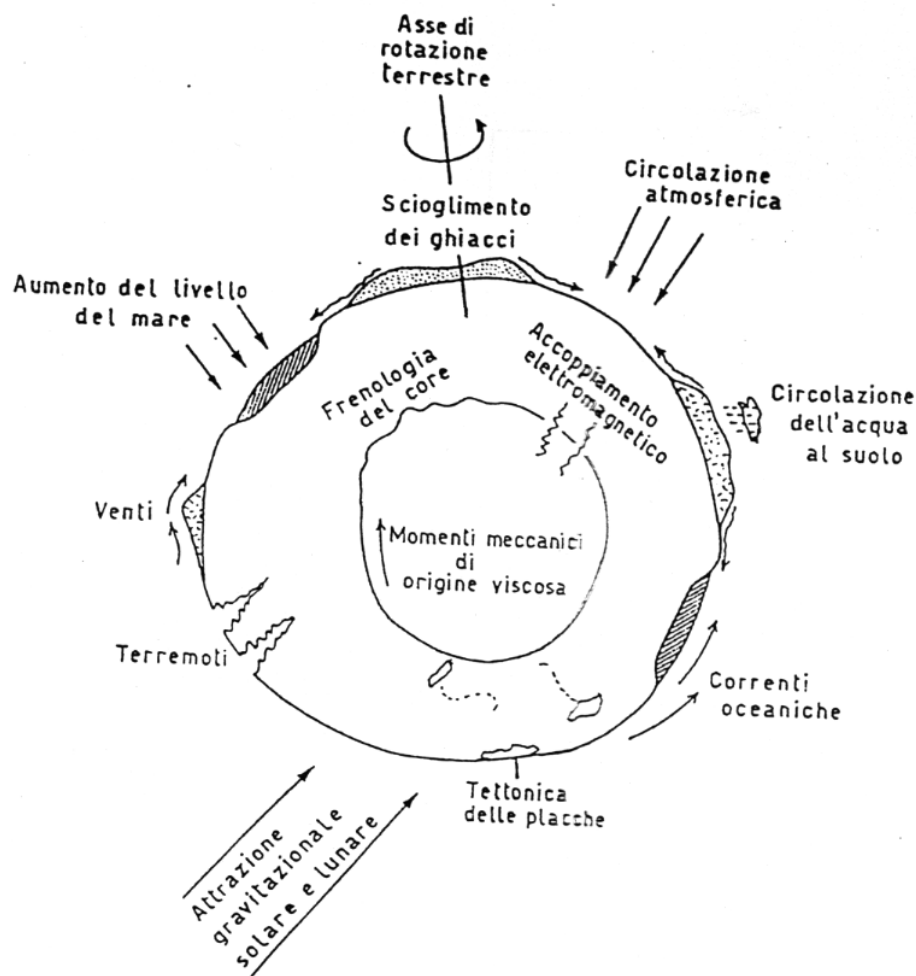 Asse di
rotazione
terrestre
Circolazione
atmosferica
Scioglimento
dei ghiacci
Aumento del livello
del mare
Frenologia
del core
Accoppiamento
elettromagnetico
Circolazione
dell'acqua
al suolo
Venti
Momenti meccanici
di
origine viscosa
Terremoti
Correnti
oceaniche
Tettonica
delle placche
Attrazione
gravitazionale
solare e lunare